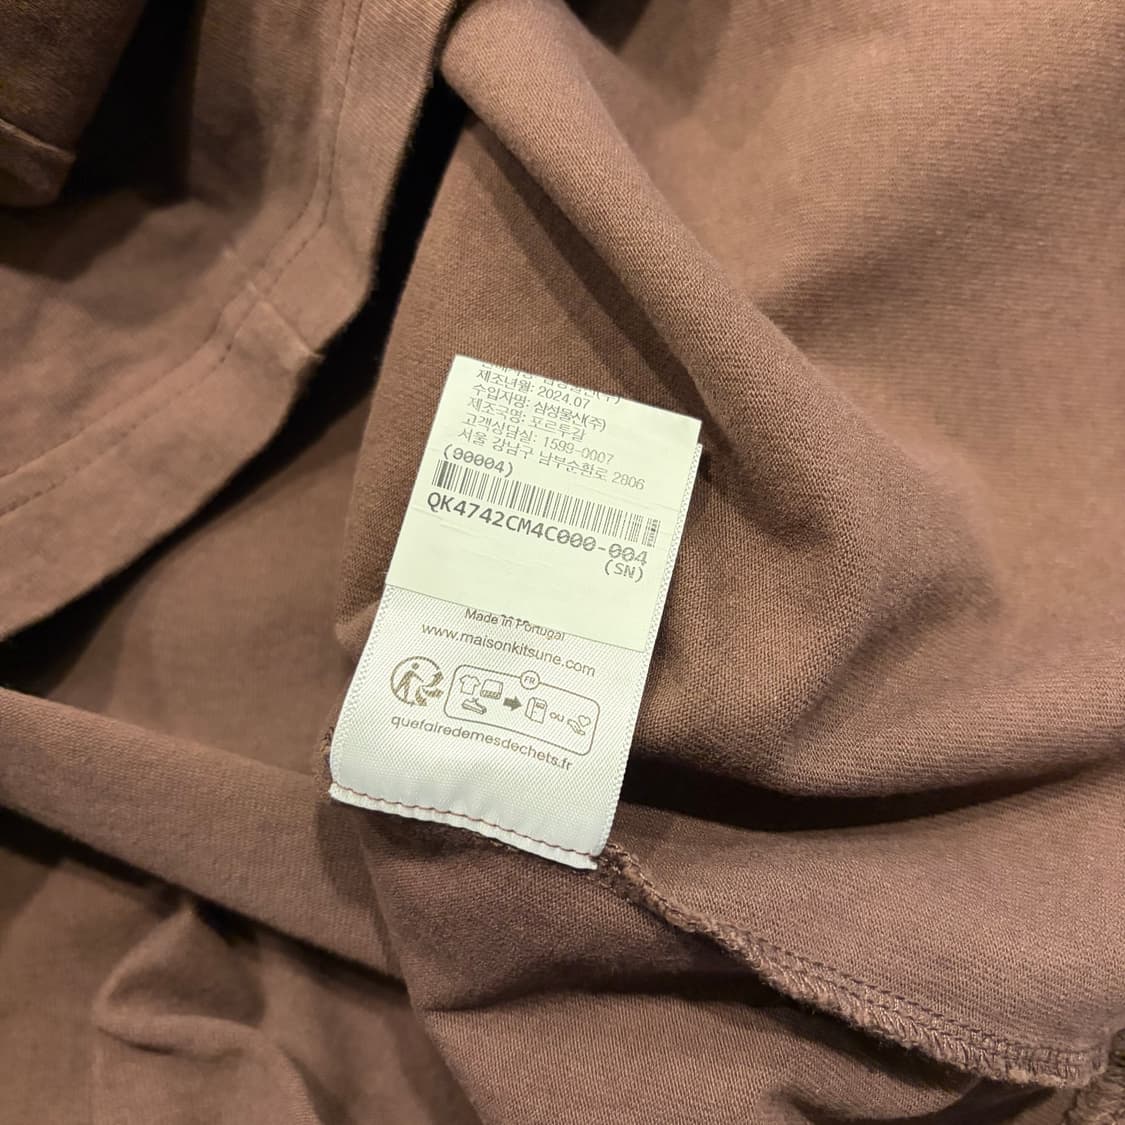 제조년월: 2024.07
수입자명: 삼성물산(주)
제조국명: 포르투갈
고객상담실: 1599-0007
서울 강남구 남부순환로 2806
(90004)
QK4742CM4C000-004
(SN)
Made in Portugal
www.maisonkitsune.com
FR
ou
quefairedemesdechets.fr